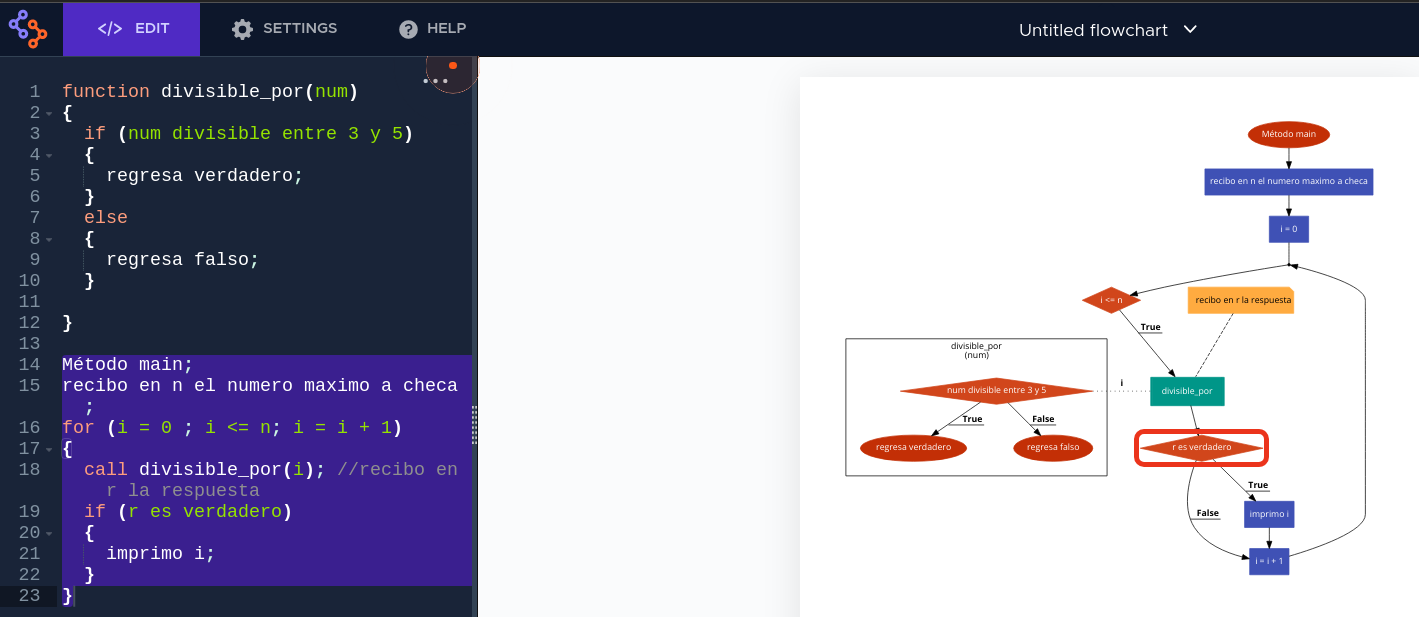 </> EDIT
SETTINGS
? HELP
Untitled flowchart
1 function divisible_por(num)
2 {
3 if (num divisible entre 3 y 5)
4 {
5 regresa verdadero;
6 }
7 else
8 {
9 regresa falso;
10 }
11
12 }
13
14 Método main;
15 recibo en n el numero maximo a checa
;
16 for (i = 0 ; i <= n; i = i + 1)
17 {
18 call divisible_por(i); //recibo en
r la respuesta
19 if (r es verdadero)
20 {
21 imprimo i;
22 }
23 }
Método main
recibo en n el numero maximo a checa
i = 0
i <= n
recibo en r la respuesta
True
divisible_por
(num)
num divisible entre 3 y 5
i
divisible_por
True
False
regresa verdadero
regresa falso
r es verdadero
True
False
imprimo i
i = i + 1